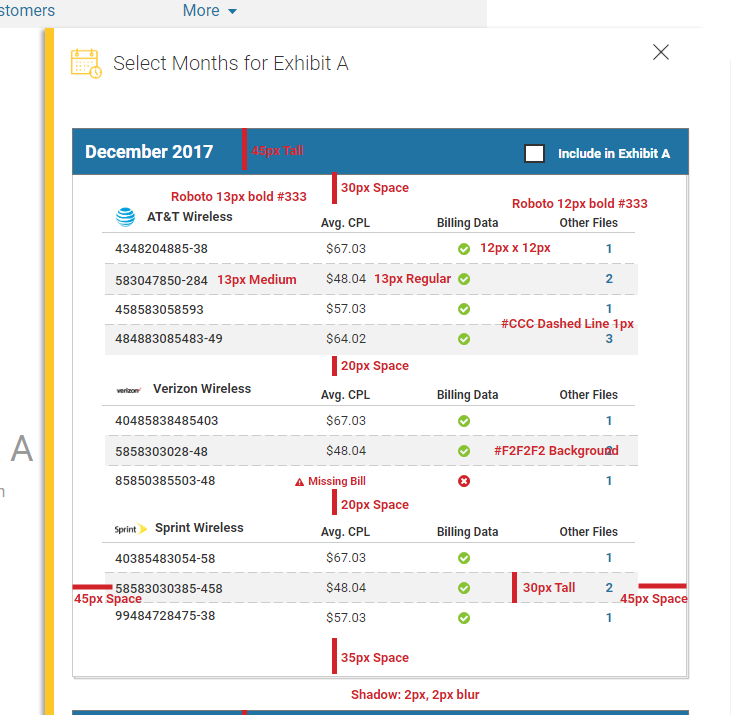 stomers More
Select Months for Exhibit A
December 2017 45px Tall Include in Exhibit A
30px Space
Roboto 13px bold #333 Roboto 12px bold #333
AT&T Wireless Avg. CPL Billing Data Other Files
4348204885-38 $67.03 12px x 12px 1
583047850-284 13px Medium $48.04 13px Regular 2
458583058593 $57.03 1
#CCC Dashed Line 1px
484883085483-49 $64.02 3
20px Space
verizon Verizon Wireless Avg. CPL Billing Data Other Files
40485838485403 $67.03 1
5858303028-48 $48.04 #F2F2F2 Background 2
A
85850385503-48 Missing Bill 1
n
20px Space
Sprint Sprint Wireless Avg. CPL Billing Data Other Files
40385483054-58 $67.03 1
58583030385-458 $48.04 30px Tall 2
45px Space 45px Space
99484728475-38 $57.03 1
35px Space
Shadow: 2px, 2px blur